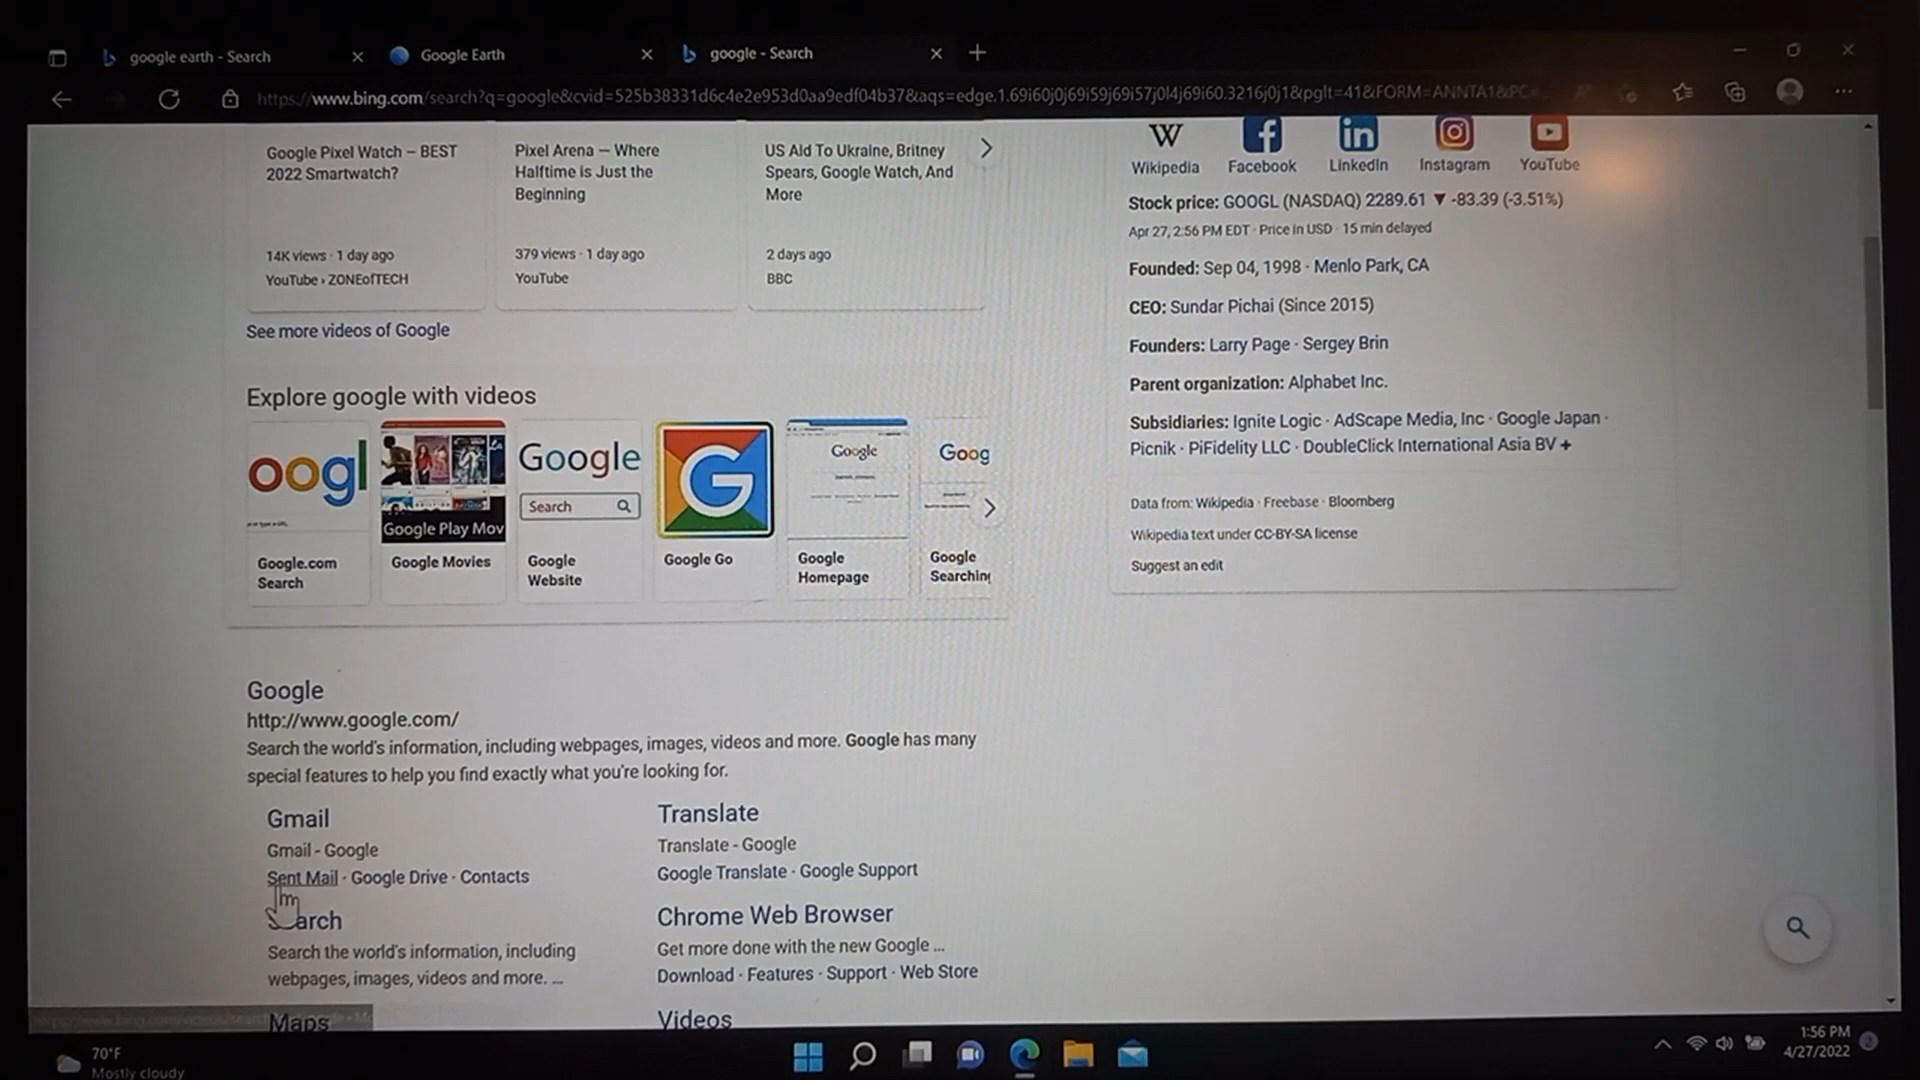 google earth - Search
Google Earth
google - Search
https://www.bing.com/search?q=google&cvid=525b38331d6c4e2e953d0aa9edf04b37&aqs=edge.1.69i60j0j69i59j69i57j0l4j69i60.3216j0j1&pglt=41&FORM=ANNTA1&PC=...
Google Pixel Watch – BEST
2022 Smartwatch?
14K views · 1 day ago
YouTube › ZONEofTECH
Pixel Arena — Where
Halftime is Just the
Beginning
379 views · 1 day ago
YouTube
US Aid To Ukraine, Britney
Spears, Google Watch, And
More
2 days ago
BBC
See more videos of Google
Explore google with videos
oogl
Google Play Mov
Google
Search
Google
Goog
Google.com
Search
Google Movies
Google
Website
Google Go
Google
Homepage
Google
Searching
Google
http://www.google.com/
Search the world's information, including webpages, images, videos and more. Google has many
special features to help you find exactly what you're looking for.
Gmail
Gmail - Google
Sent Mail · Google Drive · Contacts
Search
Search the world's information, including
webpages, images, videos and more. ...
Maps
Translate
Translate - Google
Google Translate · Google Support
Chrome Web Browser
Get more done with the new Google ...
Download · Features · Support · Web Store
Videos
W
Wikipedia
Facebook
in
LinkedIn
Instagram
YouTube
Stock price: GOOGL (NASDAQ) 2289.61 ▼ -83.39 (-3.51%)
Apr 27, 2:56 PM EDT · Price in USD · 15 min delayed
Founded: Sep 04, 1998 · Menlo Park, CA
CEO: Sundar Pichai (Since 2015)
Founders: Larry Page · Sergey Brin
Parent organization: Alphabet Inc.
Subsidiaries: Ignite Logic · AdScape Media, Inc · Google Japan ·
Picnik · PiFidelity LLC · DoubleClick International Asia BV +
Data from: Wikipedia · Freebase · Bloomberg
Wikipedia text under CC-BY-SA license
Suggest an edit
70°F
Mostly cloudy
1:56 PM
4/27/2022
2